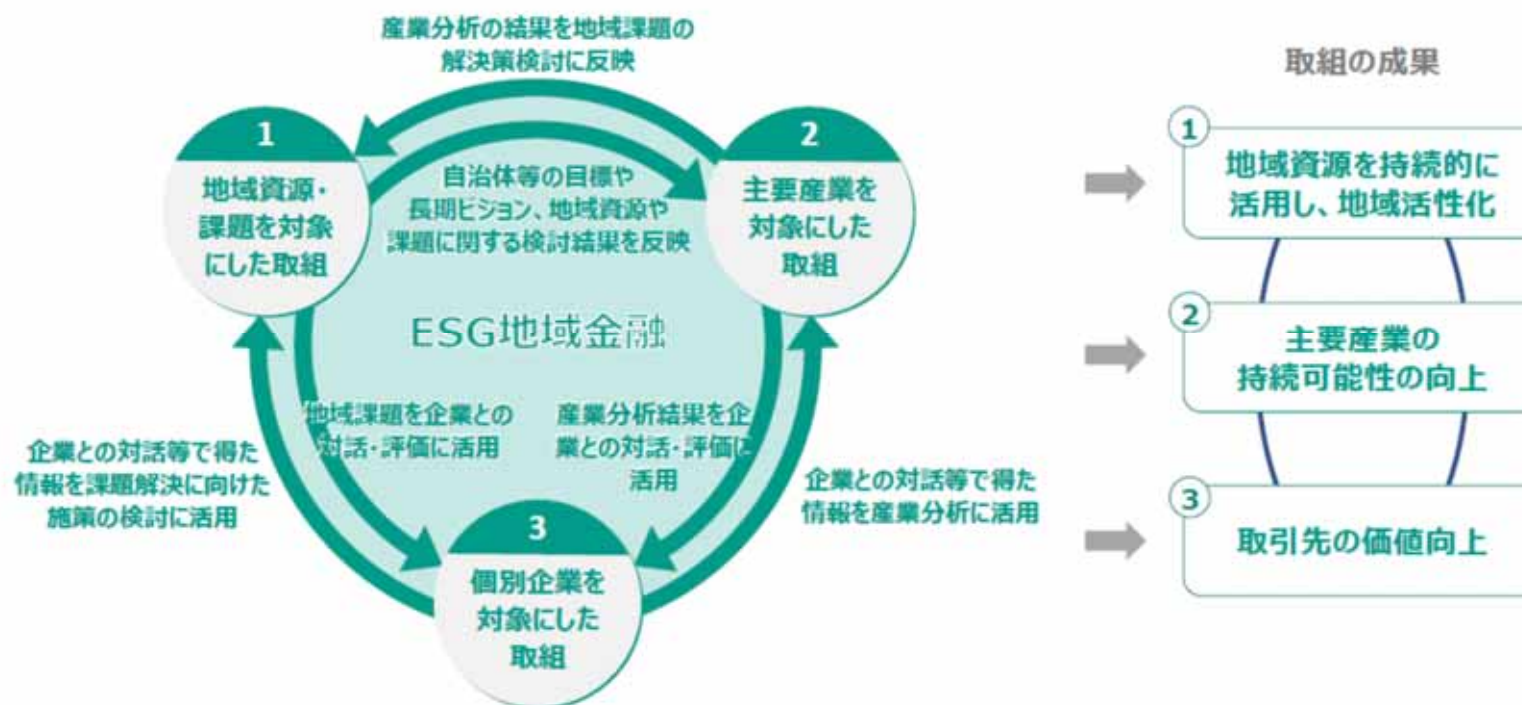 産業分析の結果を地域課題の
解決策検討に反映
1
地域資源・
課題を対象
にした取組
自治体等の目標や
長期ビジョン、地域資源や
課題に関する検討結果を反映
2
主要産業を
対象にした
取組
ESG地域金融
地域課題を企業との
対話・評価に活用
産業分析結果を企
業との対話・評価に
活用
企業との対話等で得た
情報を課題解決に向けた
施策の検討に活用
企業との対話等で得た
情報を産業分析に活用
3
個別企業を
対象にした
取組
取組の成果
1
地域資源を持続的に
活用し、地域活性化
2
主要産業の
持続可能性の向上
3
取引先の価値向上